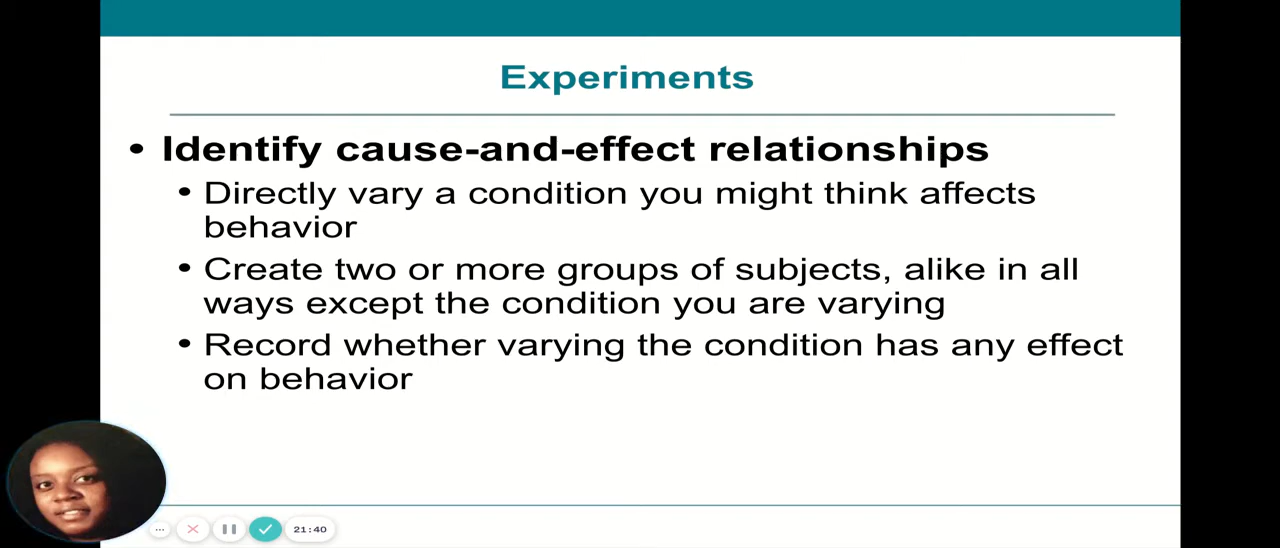 Experiments
• Identify cause-and-effect relationships
• Directly vary a condition you might think affects
behavior
• Create two or more groups of subjects, alike in all
ways except the condition you are varying
• Record whether varying the condition has any effect
on behavior
21:40